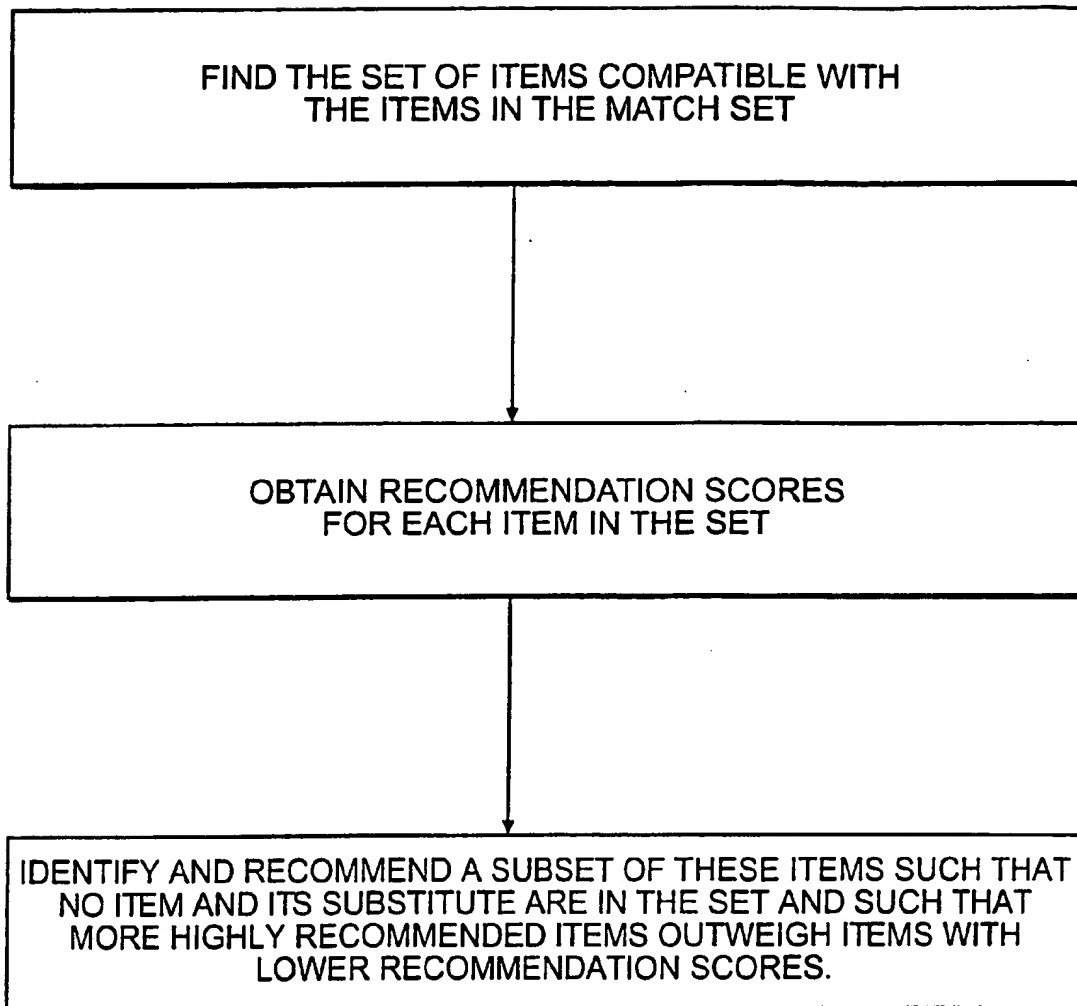 FIND THE SET OF ITEMS COMPATIBLE WITH
THE ITEMS IN THE MATCH SET
OBTAIN RECOMMENDATION SCORES
FOR EACH ITEM IN THE SET
IDENTIFY AND RECOMMEND A SUBSET OF THESE ITEMS SUCH THAT
NO ITEM AND ITS SUBSTITUTE ARE IN THE SET AND SUCH THAT
MORE HIGHLY RECOMMENDED ITEMS OUTWEIGH ITEMS WITH
LOWER RECOMMENDATION SCORES.